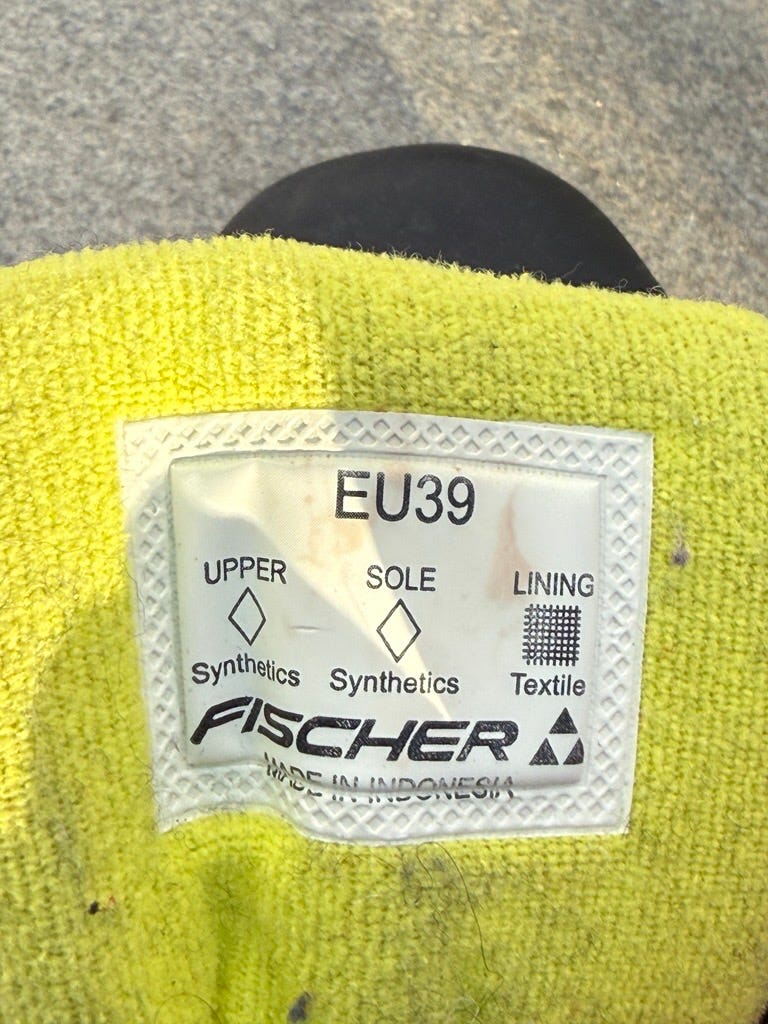 EU39
UPPER SOLE LINING
Synthetics Synthetics Textile
FISCHER
MADE IN INDONESIA